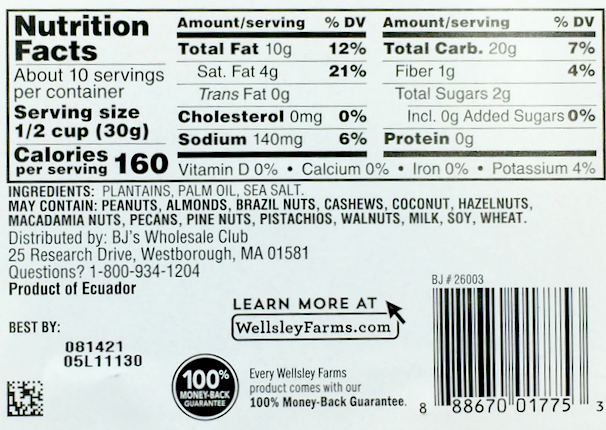 Nutrition
Facts
About 10 servings
per container
Serving size
1/2 cup (30g)
Calories
per serving 160
Amount/serving % DV
Total Fat 10g 12%
Sat. Fat 4g 21%
Trans Fat 0g
Cholesterol 0mg 0%
Sodium 140mg 6%
Amount/serving % DV
Total Carb. 20g 7%
Fiber 1g 4%
Total Sugars 2g
Incl. 0g Added Sugars 0%
Protein 0g
Vitamin D 0% • Calcium 0% • Iron 0% • Potassium 4%
INGREDIENTS: PLANTAINS, PALM OIL, SEA SALT.
MAY CONTAIN: PEANUTS, ALMONDS, BRAZIL NUTS, CASHEWS, COCONUT, HAZELNUTS,
MACADAMIA NUTS, PECANS, PINE NUTS, PISTACHIOS, WALNUTS, MILK, SOY, WHEAT.
Distributed by: BJ's Wholesale Club
25 Research Drive, Westborough, MA 01581
Questions? 1-800-934-1204
Product of Ecuador
LEARN MORE AT
WellsleyFarms.com
BEST BY:
081421
05L11130
100%
MONEY-BACK
GUARANTEE
Every Wellsley Farms
product comes with our
100% Money-Back Guarantee.
BJ # 26003
8 88670 01775 3